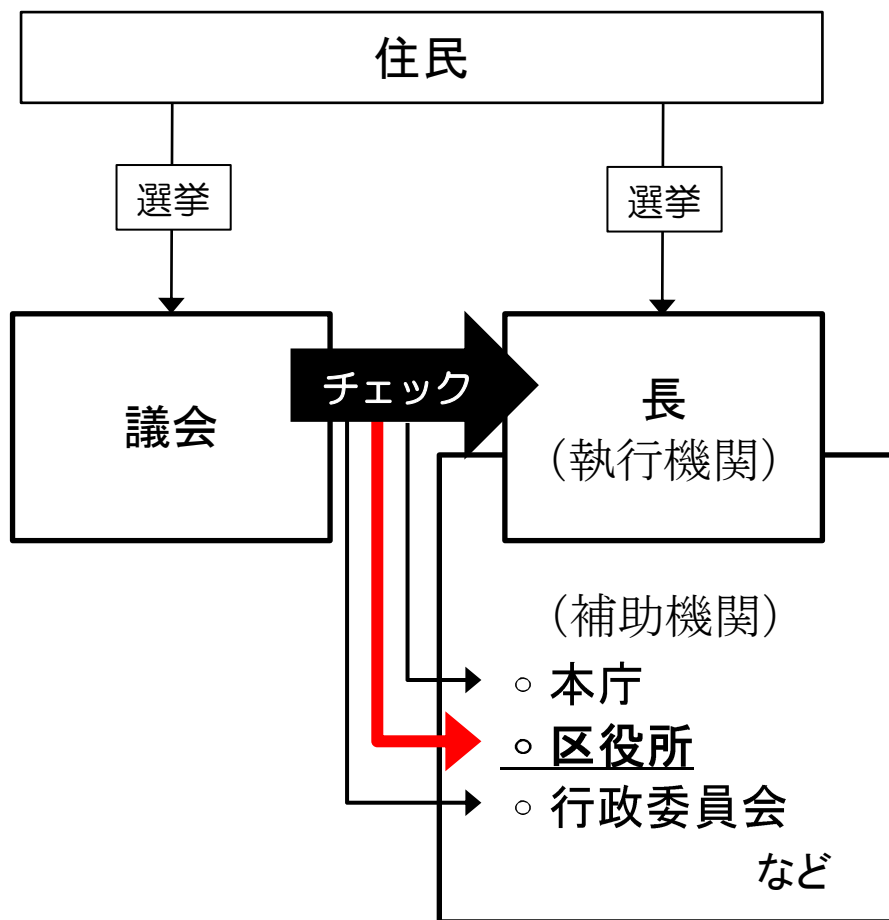 住民
選挙
選挙
議会
チェック
長
（執行機関）
（補助機関）
○ 本庁
○ 区役所
○ 行政委員会
など